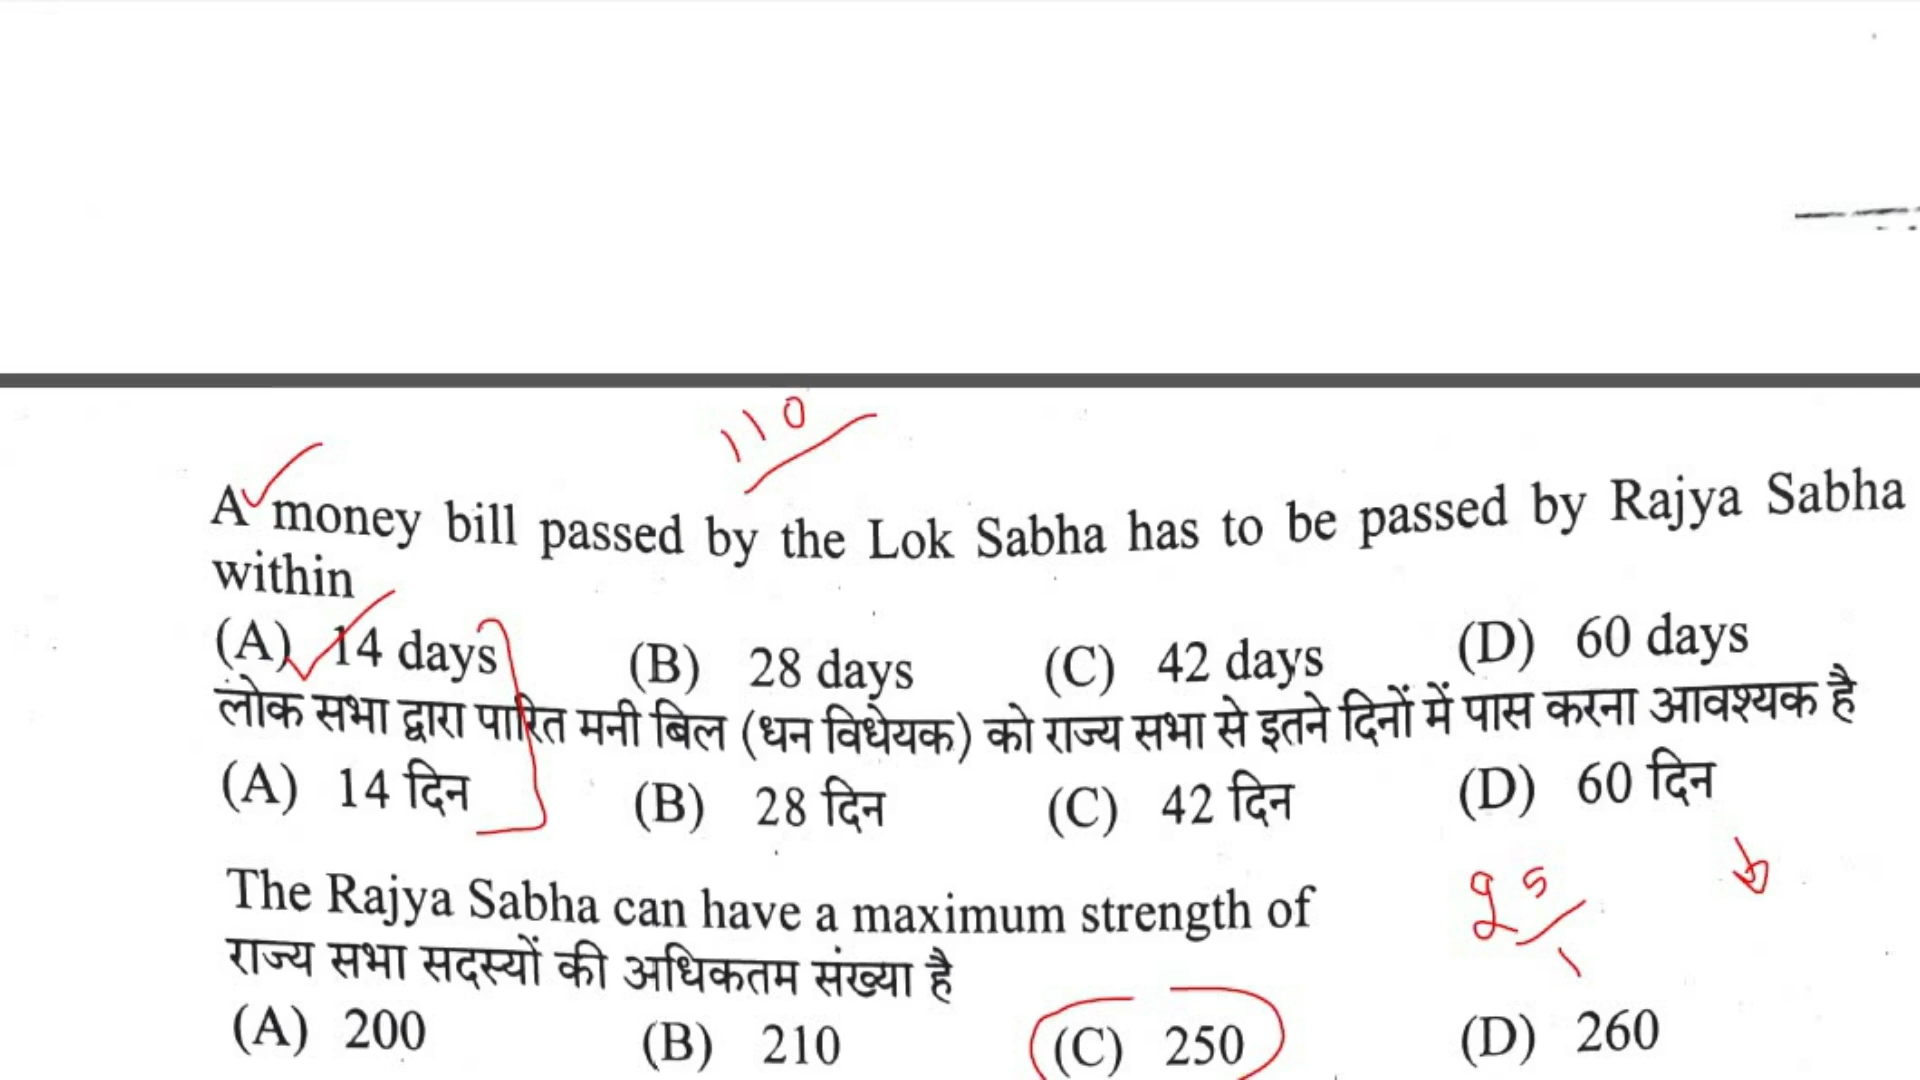 110
A money bill passed by the Lok Sabha has to be passed by Rajya Sabha
within
(A) 14 days (B) 28 days (C) 42 days (D) 60 days
लोक सभा द्वारा पारित मनी बिल (धन विधेयक) को राज्य सभा से इतने दिनों में पास करना आवश्यक है
(A) 14 दिन (B) 28 दिन (C) 42 दिन (D) 60 दिन
The Rajya Sabha can have a maximum strength of
राज्य सभा सदस्यों की अधिकतम संख्या है
(A) 200 (B) 210 (C) 250 (D) 260